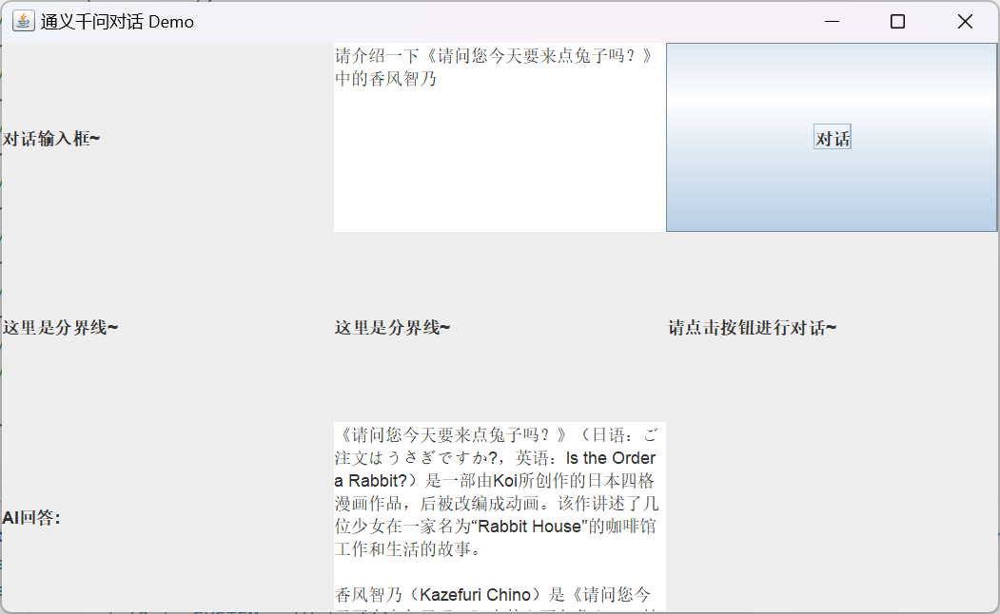 通义千问对话 Demo
请介绍一下《请问您今天要来点兔子吗？》
中的香风智乃
对话输入框~
对话
这里是分界线~
这里是分界线~
请点击按钮进行对话~
《请问您今天要来点兔子吗？》（日语：ご
注文はうさぎですか?，英语：Is the Order
a Rabbit?）是一部由Koi所创作的日本四格
漫画作品，后被改编成动画。该作讲述了几
位少女在一家名为“Rabbit House”的咖啡馆
工作和生活的故事。
AI回答：
香风智乃（Kazefuri Chino）是《请问您今